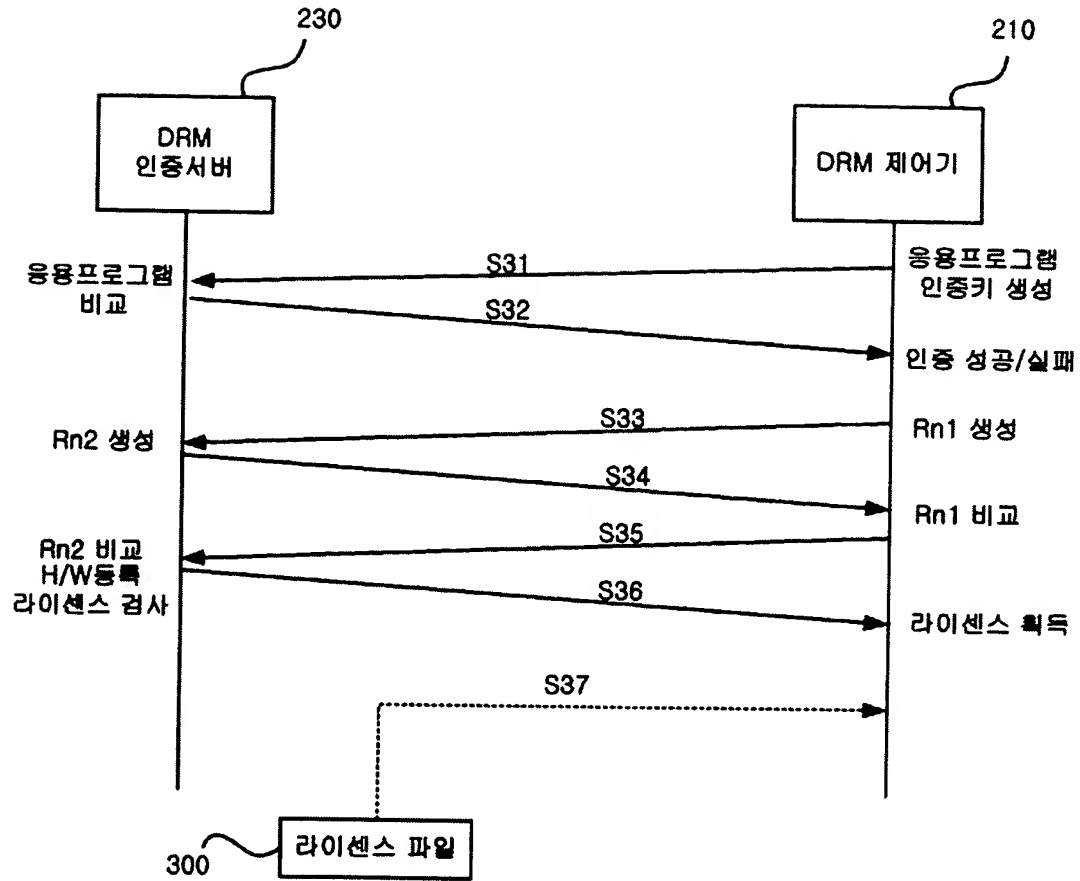 230
210
DRM
인증서버
DRM 제어기
S31
응용프로그램
비교
응용프로그램
인증키 생성
S32
인증 성공/실패
S33
Rn2 생성
Rn1 생성
S34
Rn1 비교
S35
Rn2 비교
H/W등록
라이센스 검사
S36
라이센스 획득
S37
라이센스 파일
300